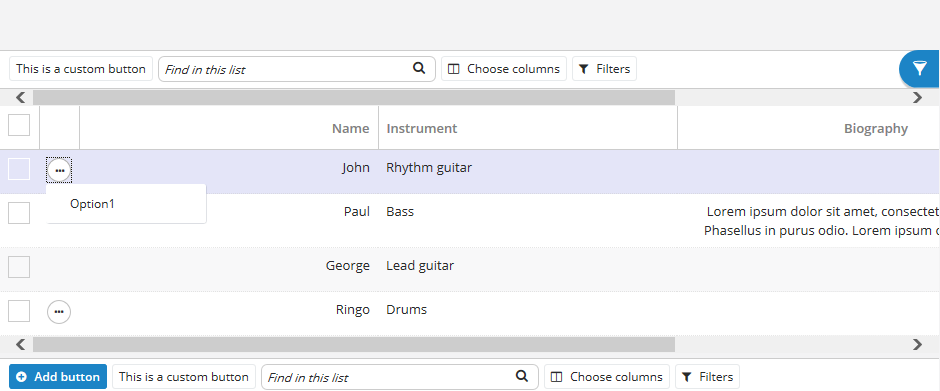 This is a custom button Find in this list Choose columns Filters
Name Instrument Biography
John Rhythm guitar
Option1
Paul Bass Lorem ipsum dolor sit amet, consectet
Phasellus in purus odio. Lorem ipsum
George Lead guitar
Ringo Drums
Add button This is a custom button Find in this list Choose columns Filters